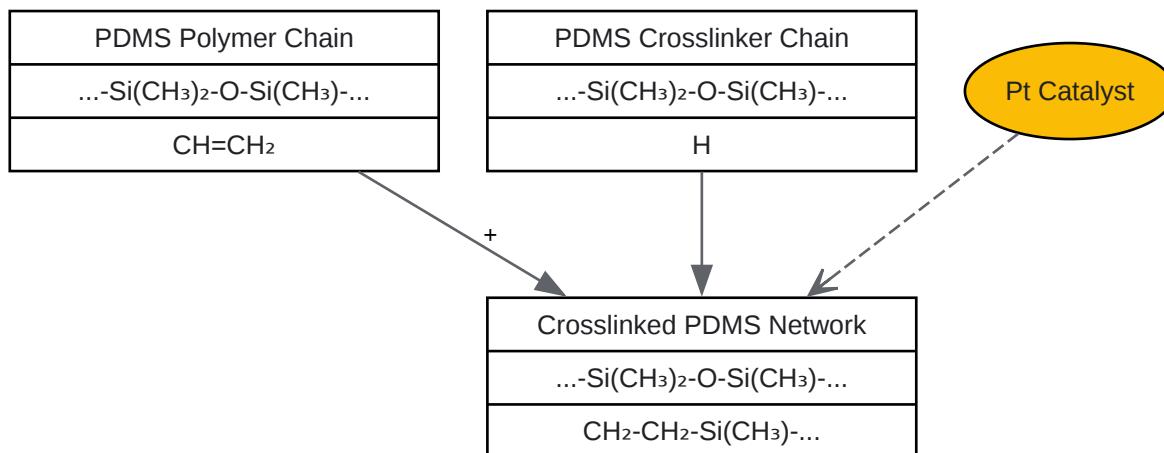 PDMS Polymer Chain
...-Si(CH₃)₂-O-Si(CH₃)-...
CH=CH₂
PDMS Crosslinker Chain
...-Si(CH₃)₂-O-Si(CH₃)-...
H
Pt Catalyst
+
Crosslinked PDMS Network
...-Si(CH₃)₂-O-Si(CH₃)-...
CH₂-CH₂-Si(CH₃)-...